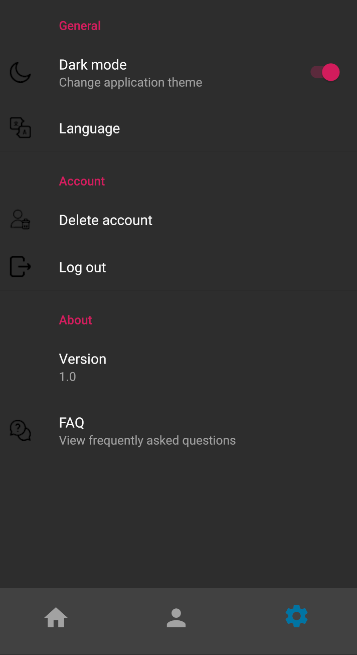 General
Dark mode
Change application theme
Language
Account
Delete account
Log out
About
Version
1.0
FAQ
View frequently asked questions